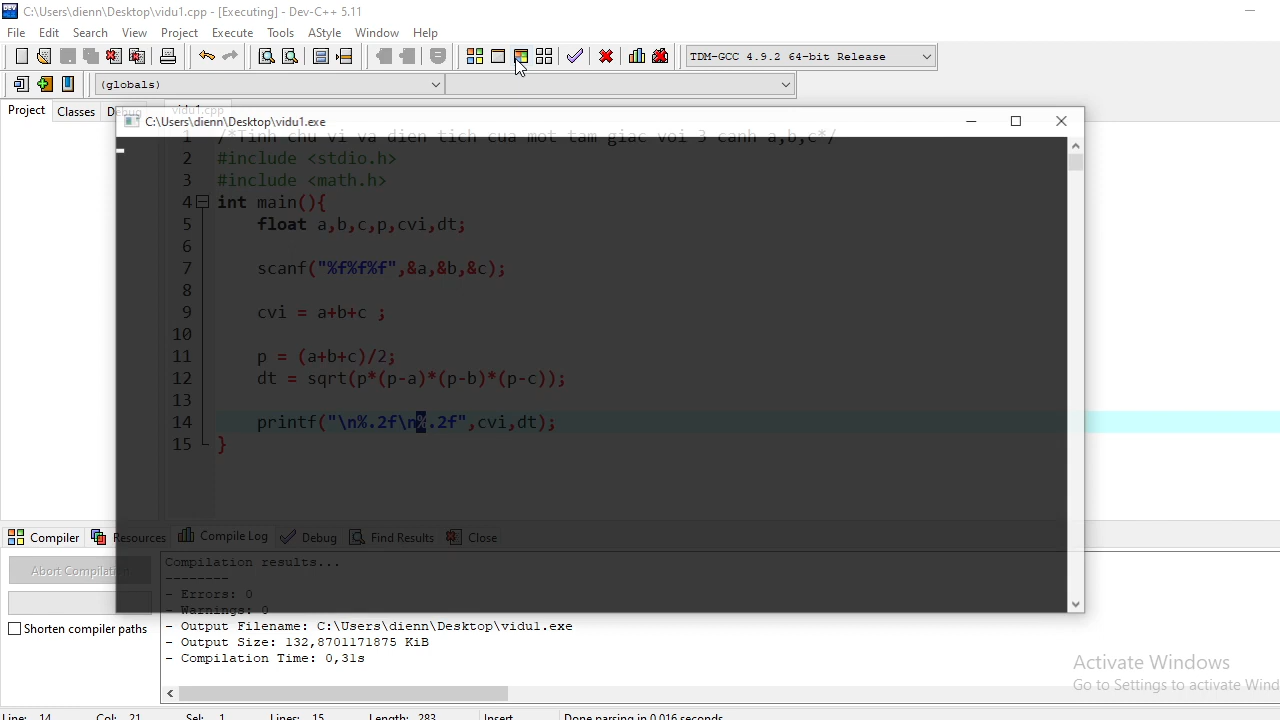 C:\Users\dienn\Desktop\vidu1.cpp - [Executing] - Dev-C++ 5.11
File Edit Search View Project Execute Tools AStyle Window Help
TDM-GCC 4.9.2 64-bit Release
(globals)
Project Classes Debug vidu1.cpp
C:\Users\dienn\Desktop\vidu1.exe
1 /*Tinh chu vi va dien tich cua mot tam giac voi 3 canh a,b,c*/
2 #include <stdio.h>
3 #include <math.h>
4 int main(){
5 float a,b,c,p,cvi,dt;
6
7 scanf("%f%f%f",&a,&b,&c);
8
9 cvi = a+b+c ;
10
11 p = (a+b+c)/2;
12 dt = sqrt(p*(p-a)*(p-b)*(p-c));
13
14 printf("\n%.2f\n%.2f",cvi,dt);
15 }
Compiler Resources Compile Log Debug Find Results Close
Abort Compilation
Shorten compiler paths
Compilation results...
--------
- Errors: 0
- Warnings: 0
- Output Filename: C:\Users\dienn\Desktop\vidu1.exe
- Output Size: 132,8701171875 KiB
- Compilation Time: 0,31s
Activate Windows
Go to Settings to activate Wind
Line: 14 Col: 21 Sel: 1 Lines: 15 Length: 283 Insert Done parsing in 0.016 seconds